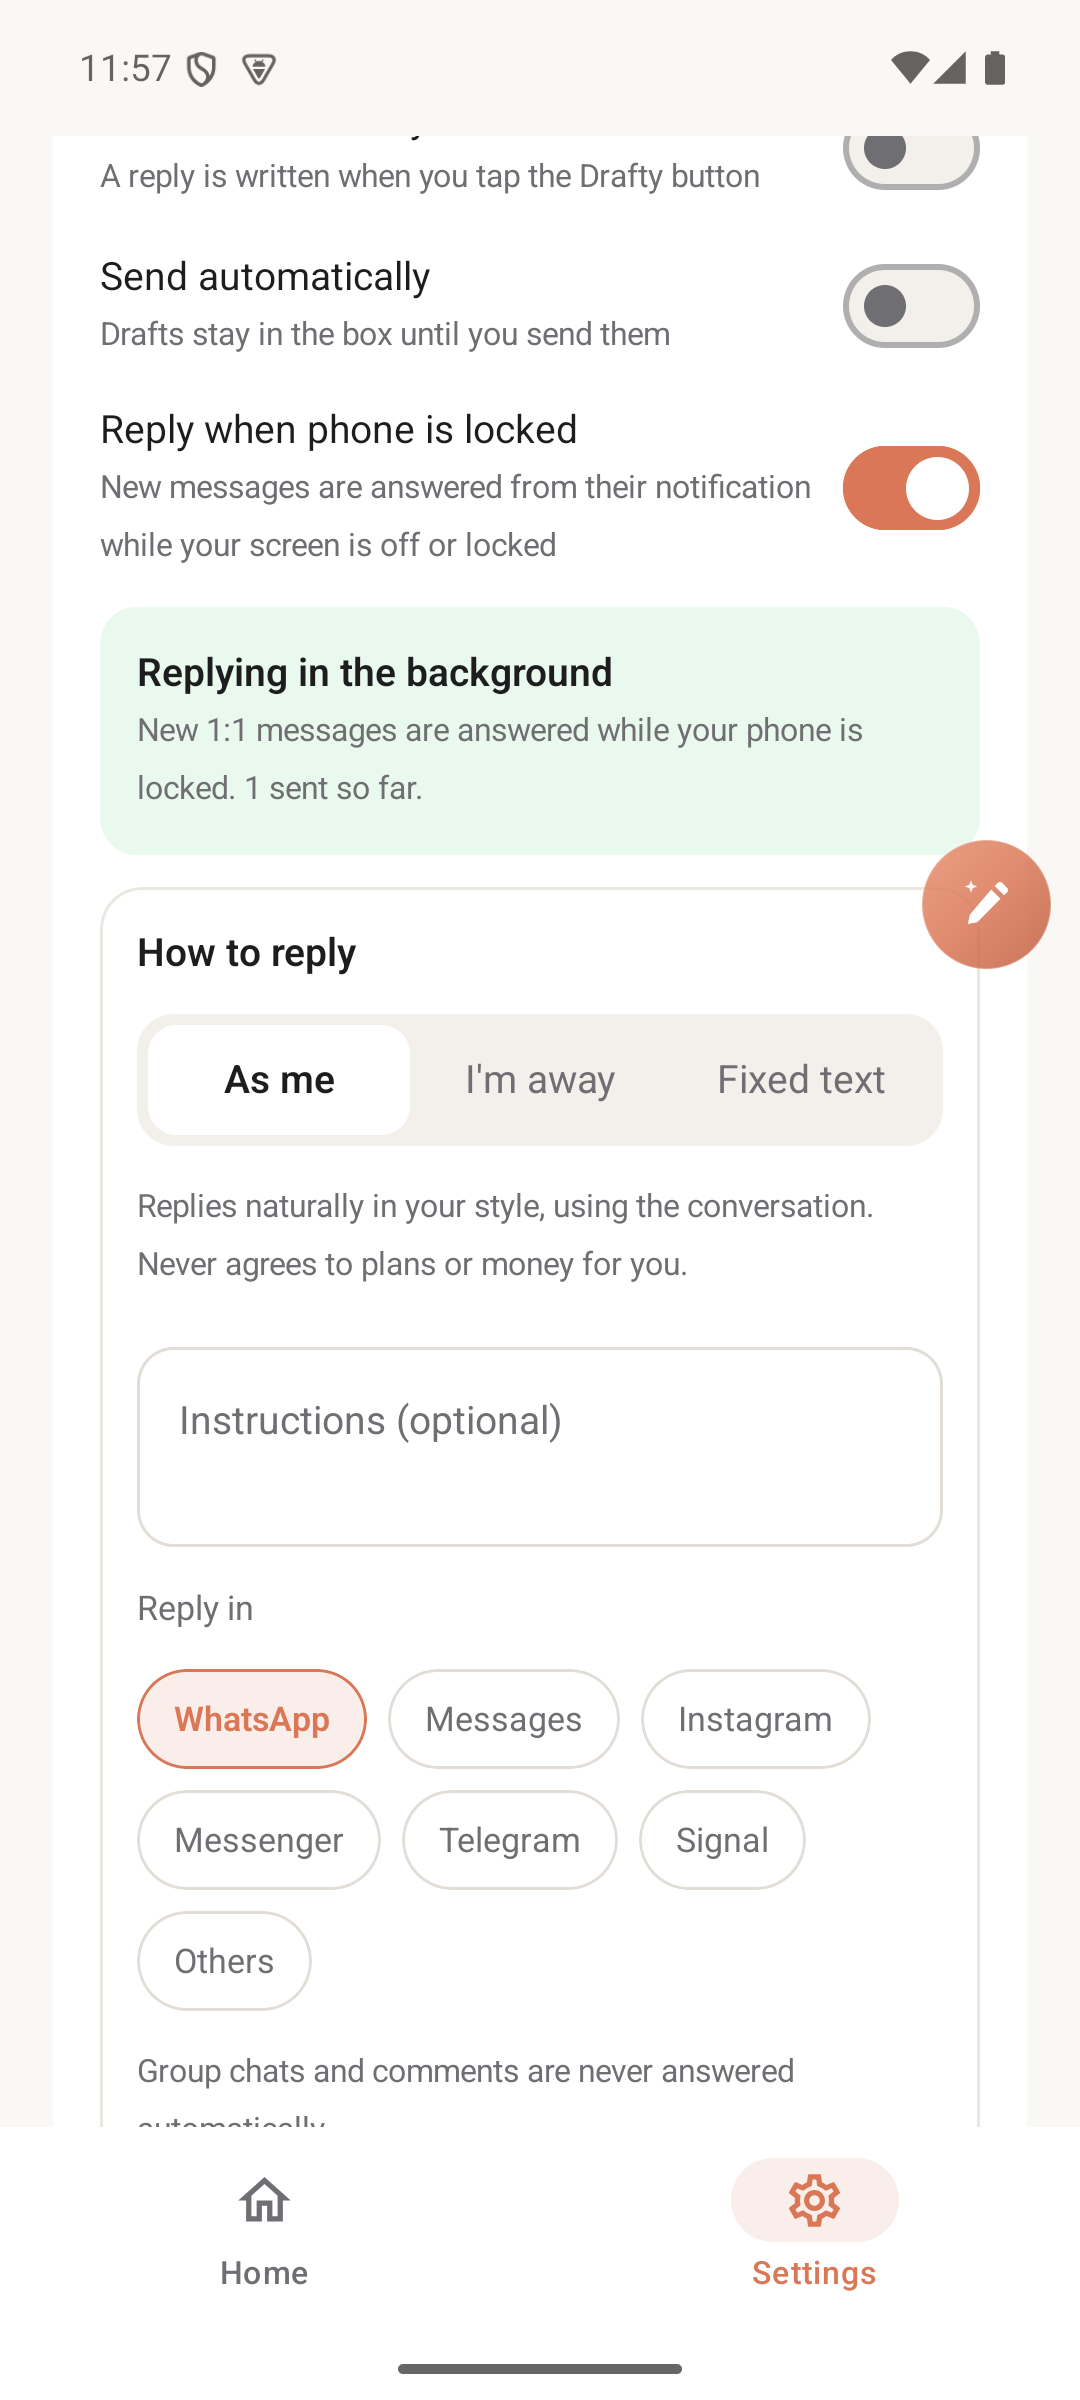 11:57
A reply is written when you tap the Drafty button
Send automatically
Drafts stay in the box until you send them
Reply when phone is locked
New messages are answered from their notification
while your screen is off or locked
Replying in the background
New 1:1 messages are answered while your phone is
locked. 1 sent so far.
How to reply
As me
I'm away
Fixed text
Replies naturally in your style, using the conversation.
Never agrees to plans or money for you.
Instructions (optional)
Reply in
WhatsApp
Messages
Instagram
Messenger
Telegram
Signal
Others
Group chats and comments are never answered
automatically
Home
Settings